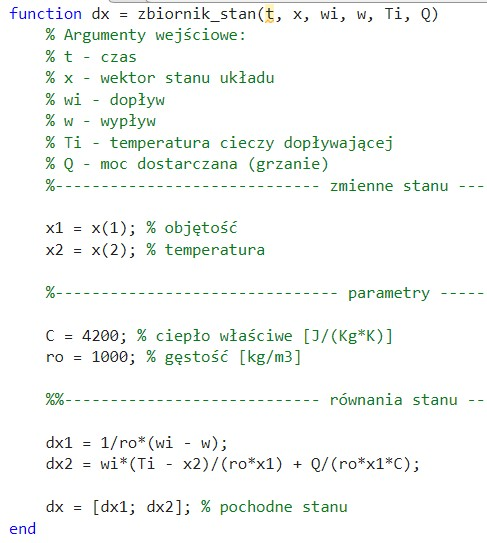 function dx = zbiornik_stan(t, x, wi, w, Ti, Q)
% Argumenty wejściowe:
% t - czas
% x - wektor stanu układu
% wi - dopływ
% w - wypływ
% Ti - temperatura cieczy dopływającej
% Q - moc dostarczana (grzanie)
%---------------------------- zmienne stanu ---
x1 = x(1); % objętość
x2 = x(2); % temperatura
%------------------------------ parametry -----
C = 4200; % ciepło właściwe [J/(Kg*K)]
ro = 1000; % gęstość [kg/m3]
%%--------------------------- równania stanu --
dx1 = 1/ro*(wi - w);
dx2 = wi*(Ti - x2)/(ro*x1) + Q/(ro*x1*C);
dx = [dx1; dx2]; % pochodne stanu
end